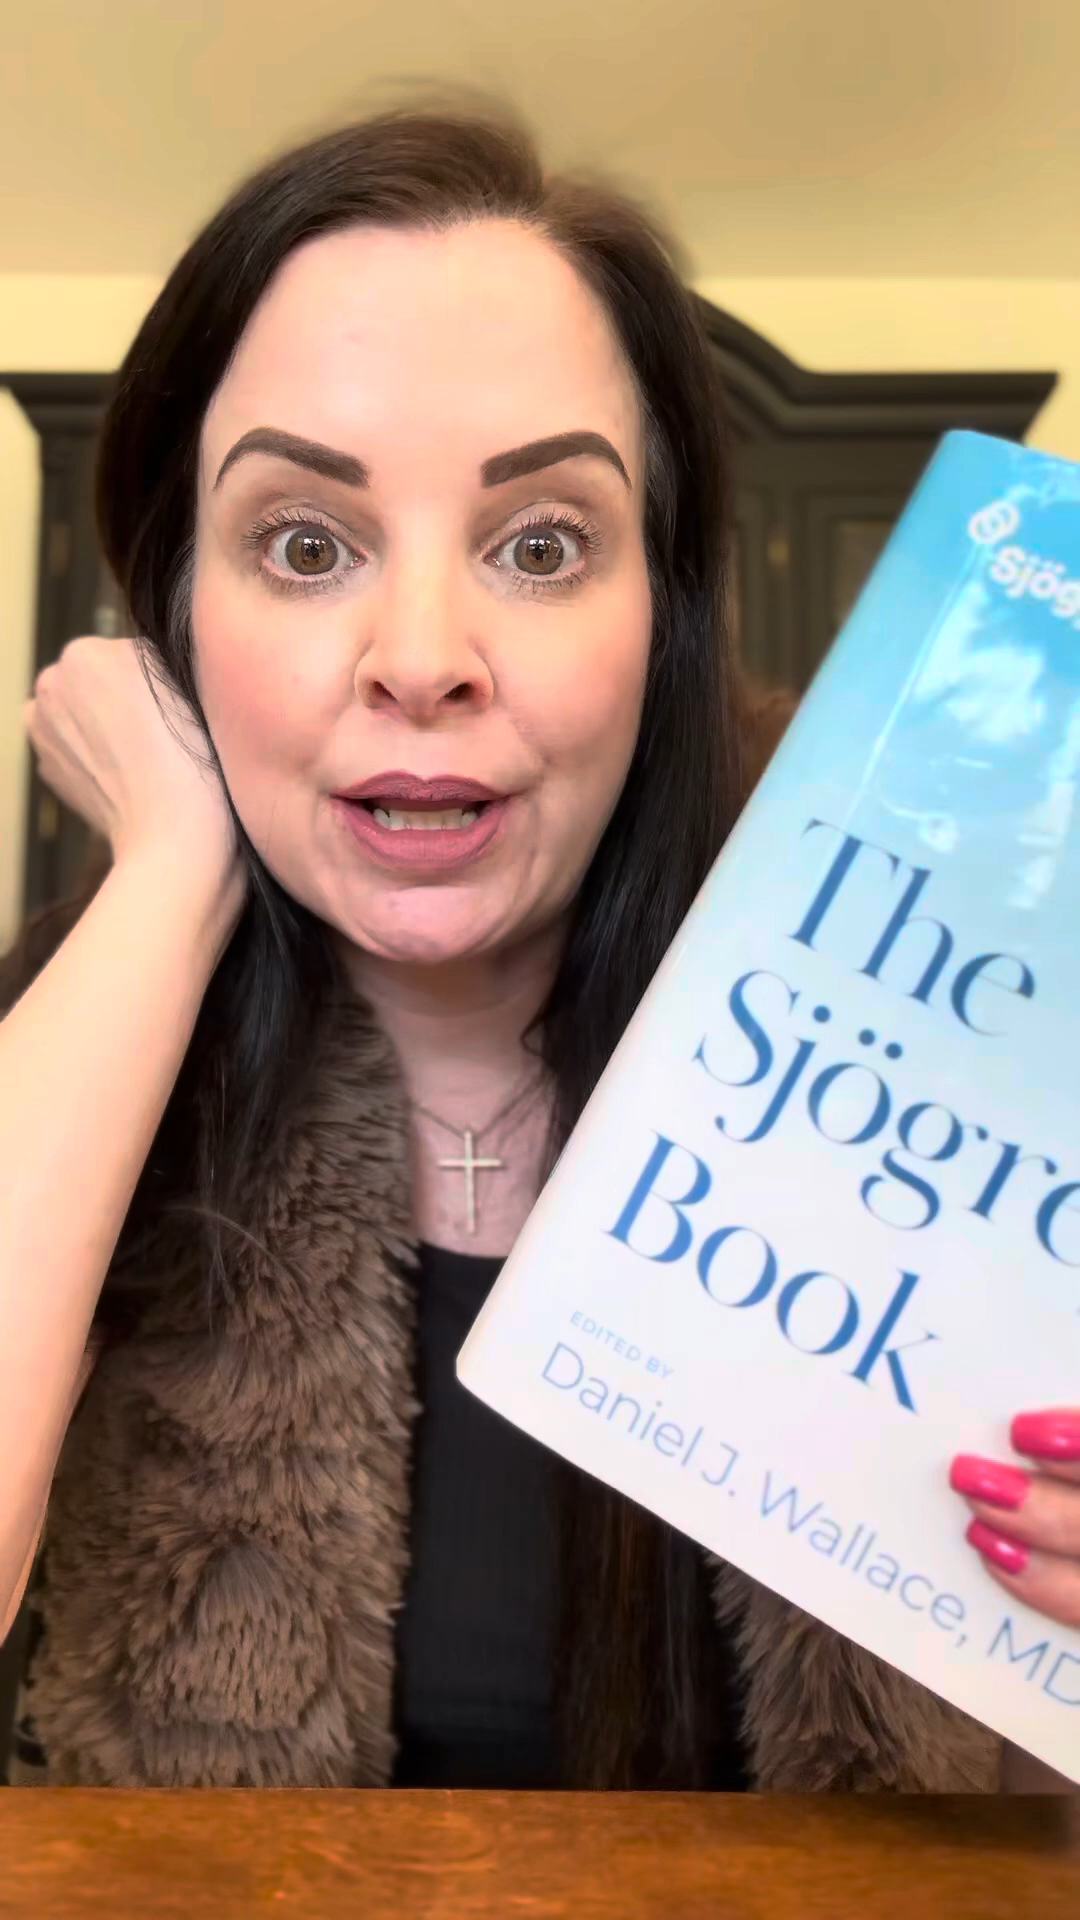 Sjög
The
Sjögre
Book
EDITED BY
Daniel J. Wallace, MD